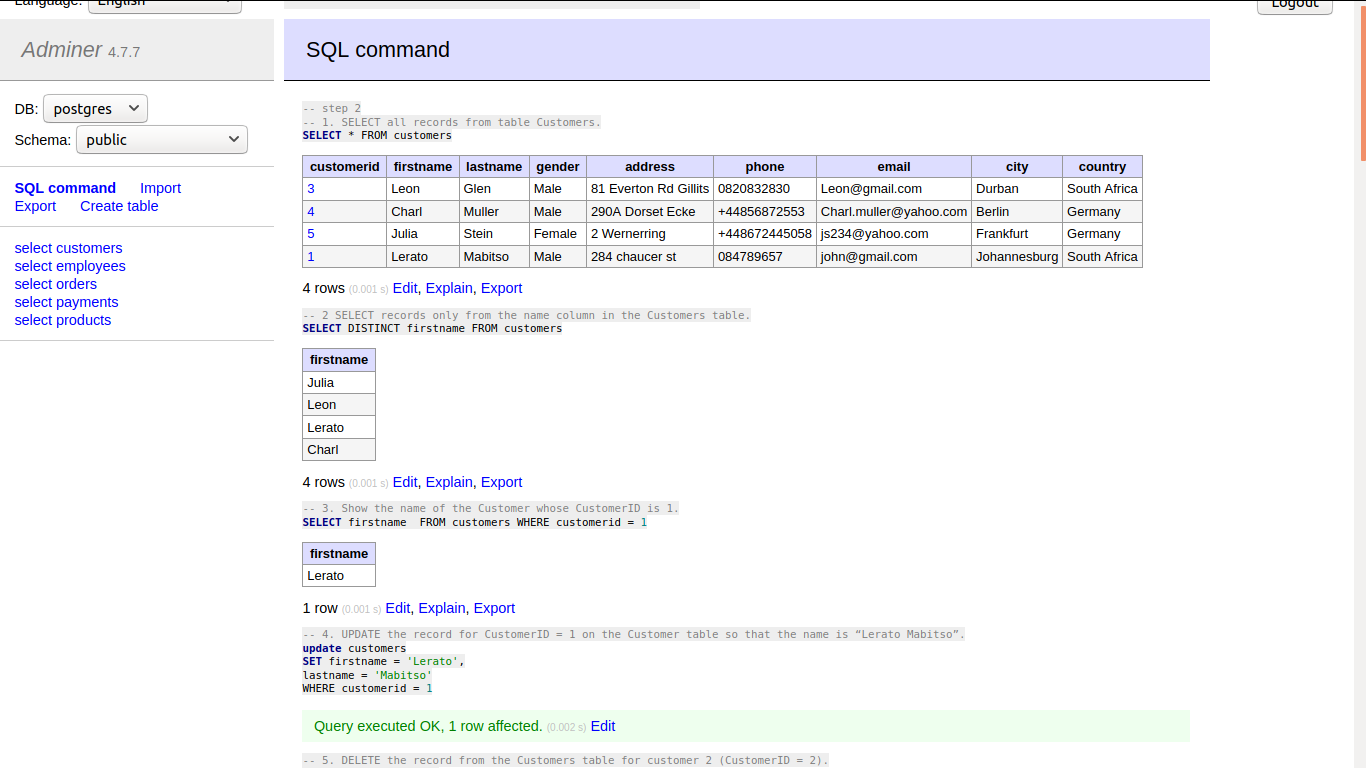 Language: English
Logout
Adminer 4.7.7
SQL command
DB: postgres
Schema: public
SQL command Import
Export Create table
select customers
select employees
select orders
select payments
select products
-- step 2
-- 1. SELECT all records from table Customers.
SELECT * FROM customers
customerid firstname lastname gender address phone email city country
3 Leon Glen Male 81 Everton Rd Gillits 0820832830 Leon@gmail.com Durban South Africa
4 Charl Muller Male 290A Dorset Ecke +44856872553 Charl.muller@yahoo.com Berlin Germany
5 Julia Stein Female 2 Wernerring +448672445058 js234@yahoo.com Frankfurt Germany
1 Lerato Mabitso Male 284 chaucer st 084789657 john@gmail.com Johannesburg South Africa
4 rows (0.001 s) Edit, Explain, Export
-- 2 SELECT records only from the name column in the Customers table.
SELECT DISTINCT firstname FROM customers
firstname
Julia
Leon
Lerato
Charl
4 rows (0.001 s) Edit, Explain, Export
-- 3. Show the name of the Customer whose CustomerID is 1.
SELECT firstname  FROM customers WHERE customerid = 1
firstname
Lerato
1 row (0.001 s) Edit, Explain, Export
-- 4. UPDATE the record for CustomerID = 1 on the Customer table so that the name is “Lerato Mabitso”.
update customers
SET firstname = 'Lerato',
lastname = 'Mabitso'
WHERE customerid = 1
Query executed OK, 1 row affected. (0.002 s) Edit
-- 5. DELETE the record from the Customers table for customer 2 (CustomerID = 2).